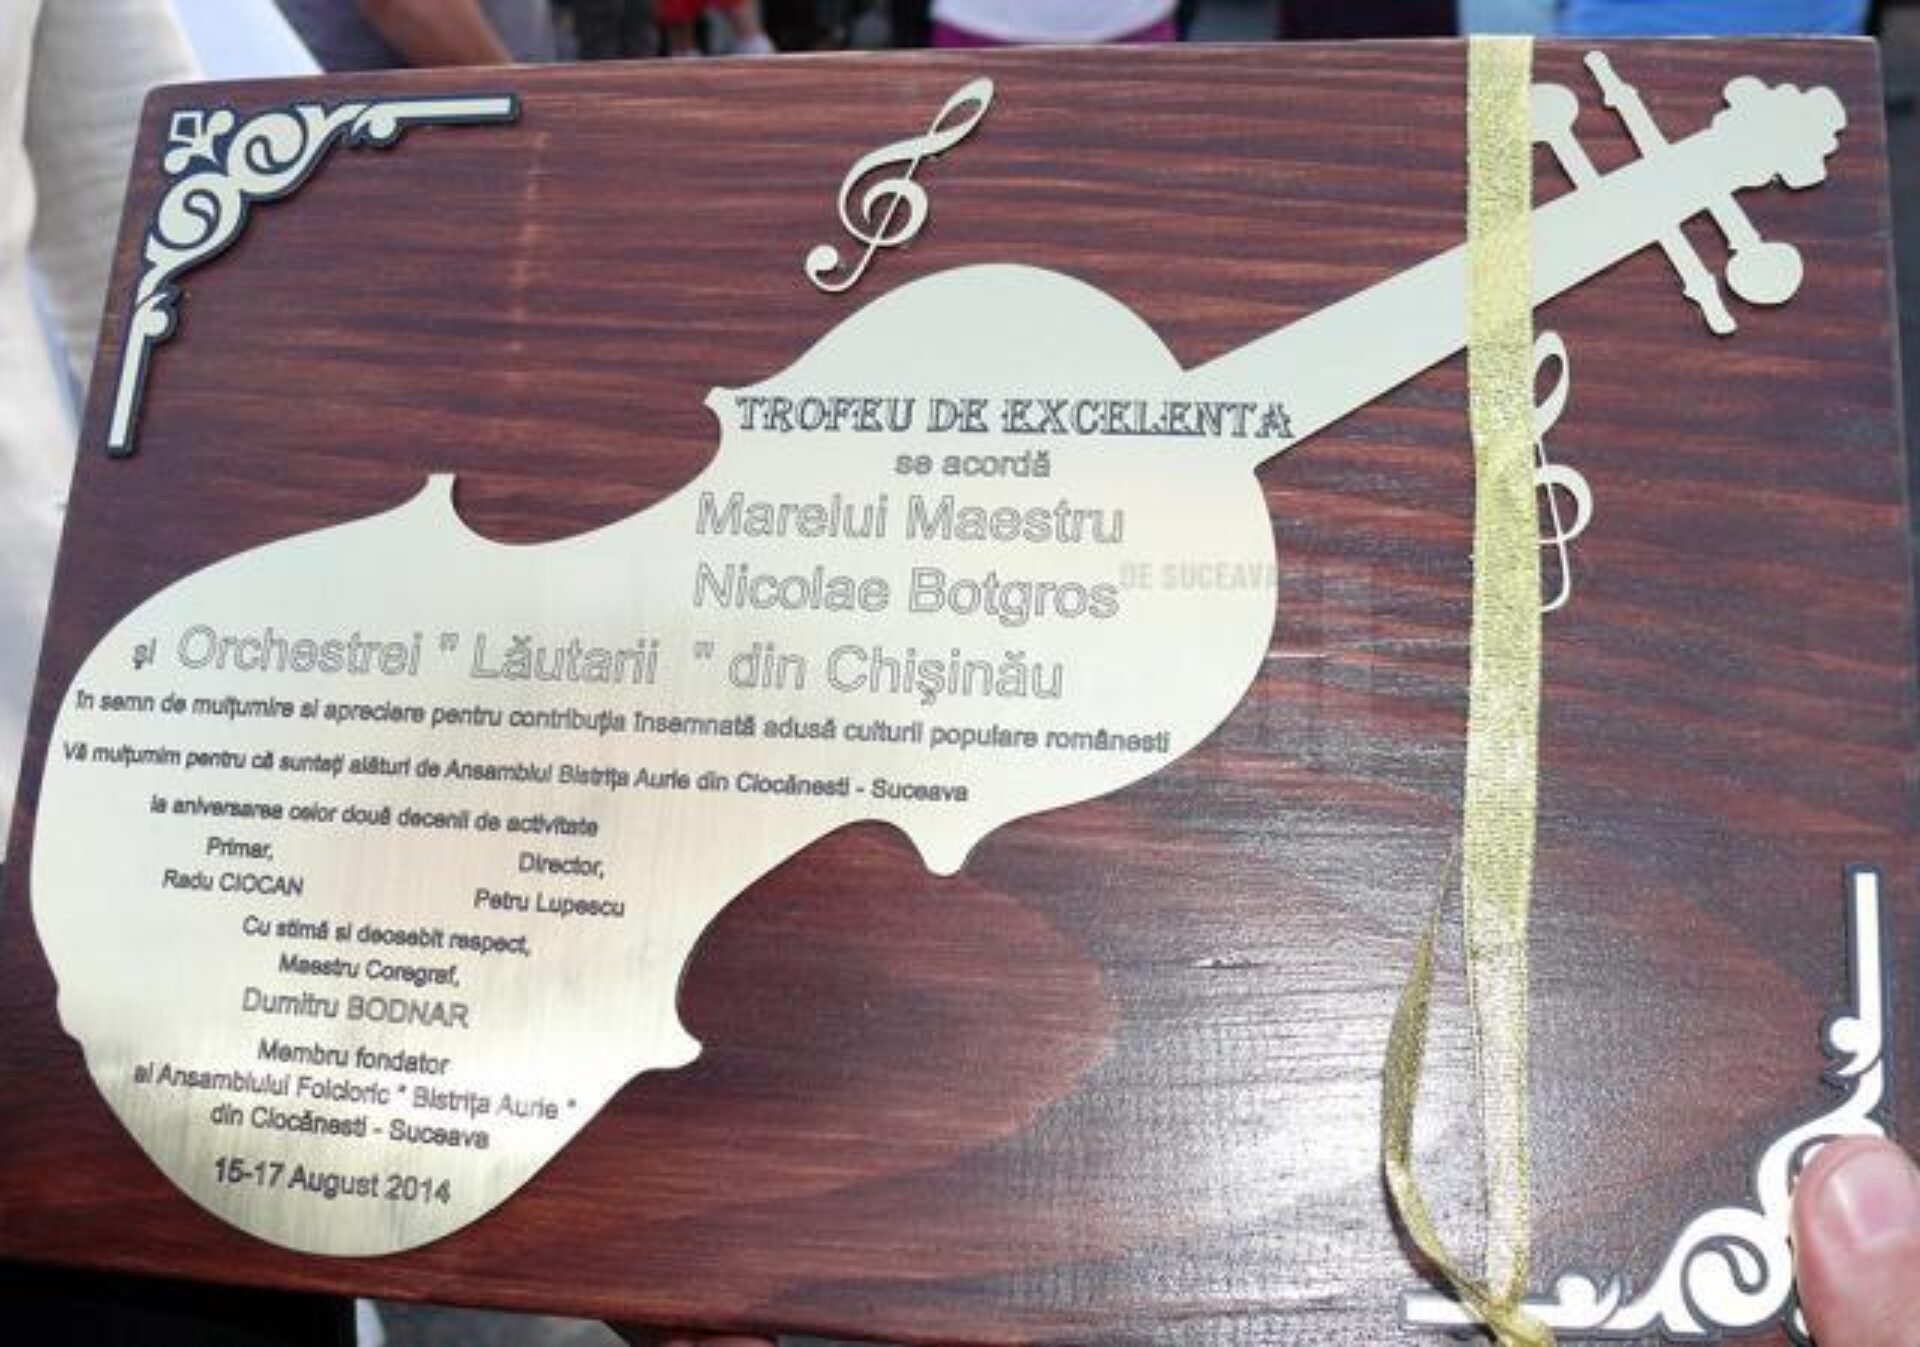 TROFEU DE EXCELENTA
se acordă
Marelui Maestru
Nicolae Botgros
DE SUCEAVA
și Orchestrei " Lăutarii " din Chişinău
În semn de mulțumire si apreciere pentru contribuția însemnată adusă culturii populare românesti
Vă mulțumim pentru că sunteți alături de Ansamblul Bistrița Aurie din Ciocănesti - Suceava
la aniversarea celor două decenii de activitate
Primar,
Radu CIOCAN
Director,
Petru Lupescu
Cu stimă si deosebit respect,
Maestru Coregraf,
Dumitru BODNAR
Membru fondator
al Ansamblului Folcloric " Bistrița Aurie "
din Ciocănesti - Suceava
15-17 August 2014